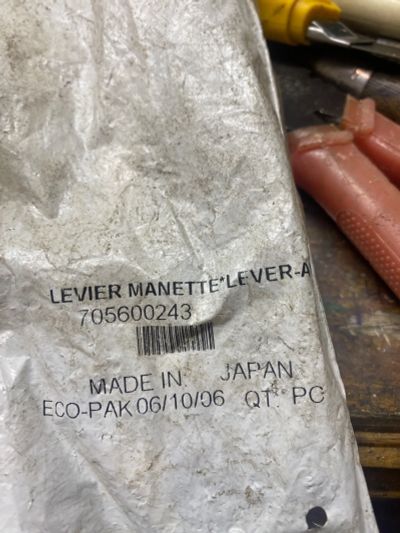 LEVIER MANETTE*LEVER-A
705600243
MADE IN JAPAN
ECO-PAK 06/10/06 QT. PC